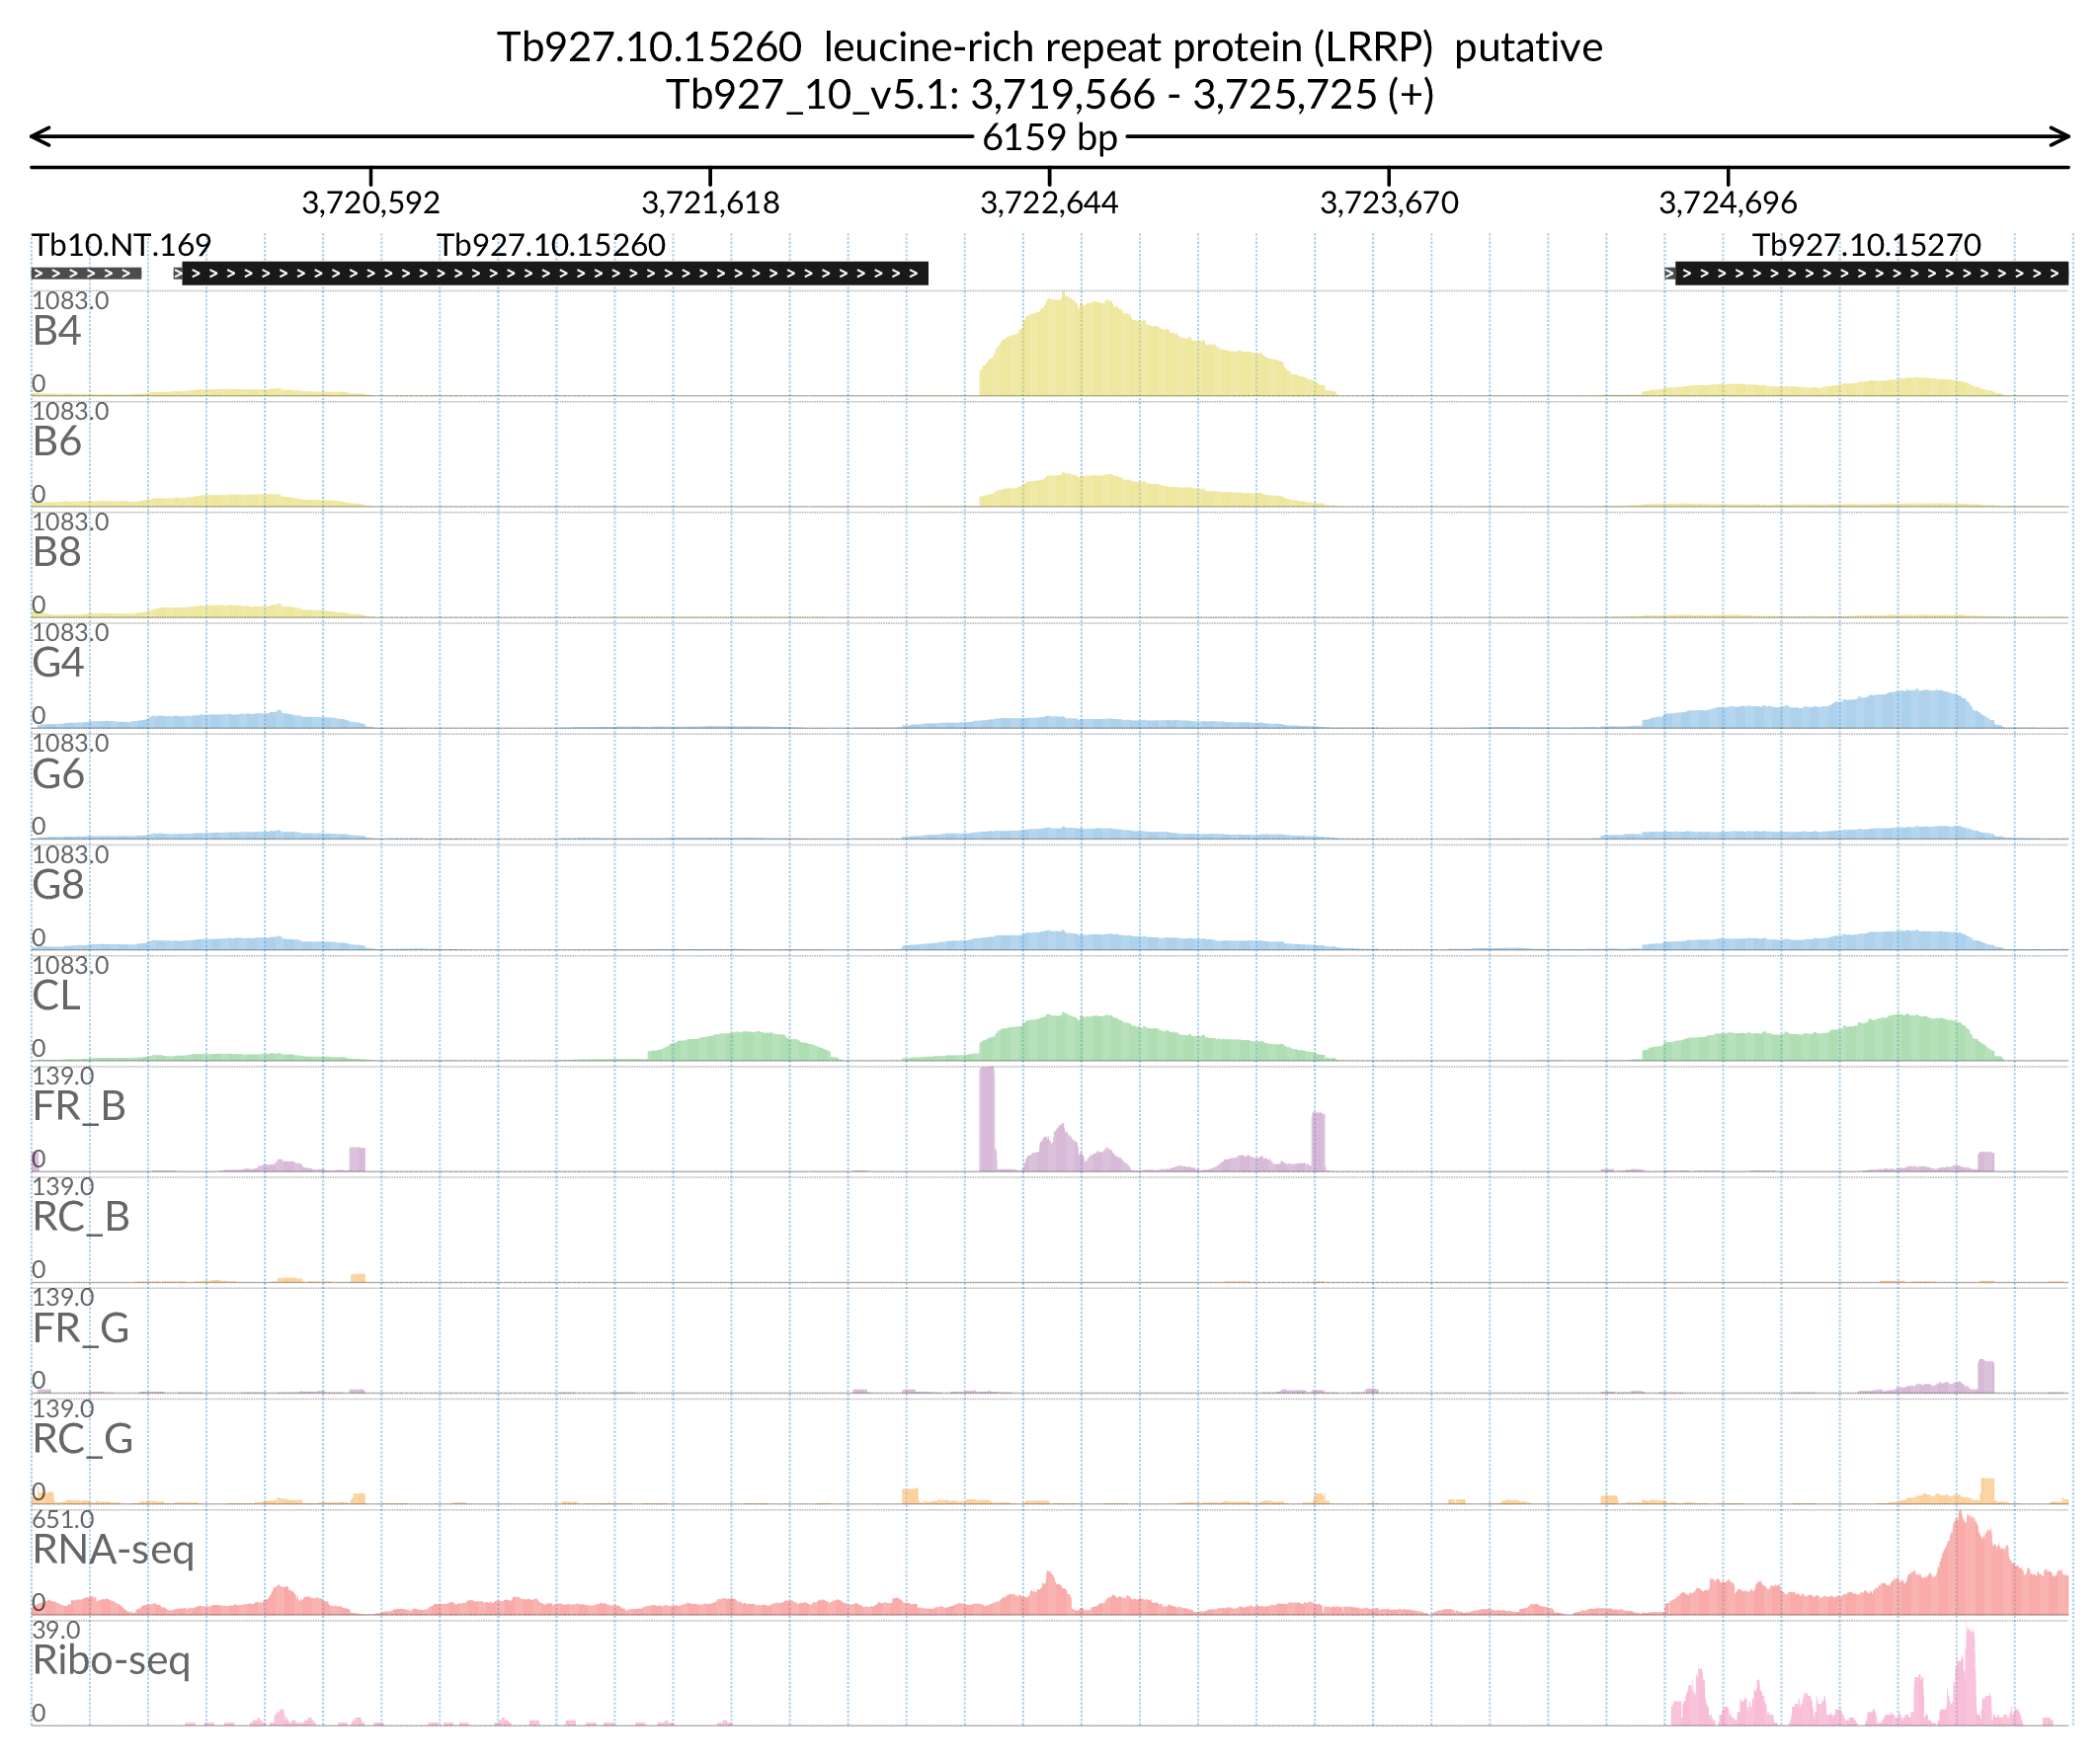 Tb927.10.15260  leucine-rich repeat protein (LRRP)  putative
Tb927_10_v5.1: 3,719,566 - 3,725,725 (+)
6159 bp
3,720,592 3,721,618 3,722,644 3,723,670 3,724,696
Tb10.NT.169 Tb927.10.15260 Tb927.10.15270
1083.0
B4
0
1083.0
B6
0
1083.0
B8
0
1083.0
G4
0
1083.0
G6
0
1083.0
G8
0
1083.0
CL
0
139.0
FR_B
0
139.0
RC_B
0
139.0
FR_G
0
139.0
RC_G
0
651.0
RNA-seq
0
39.0
Ribo-seq
0